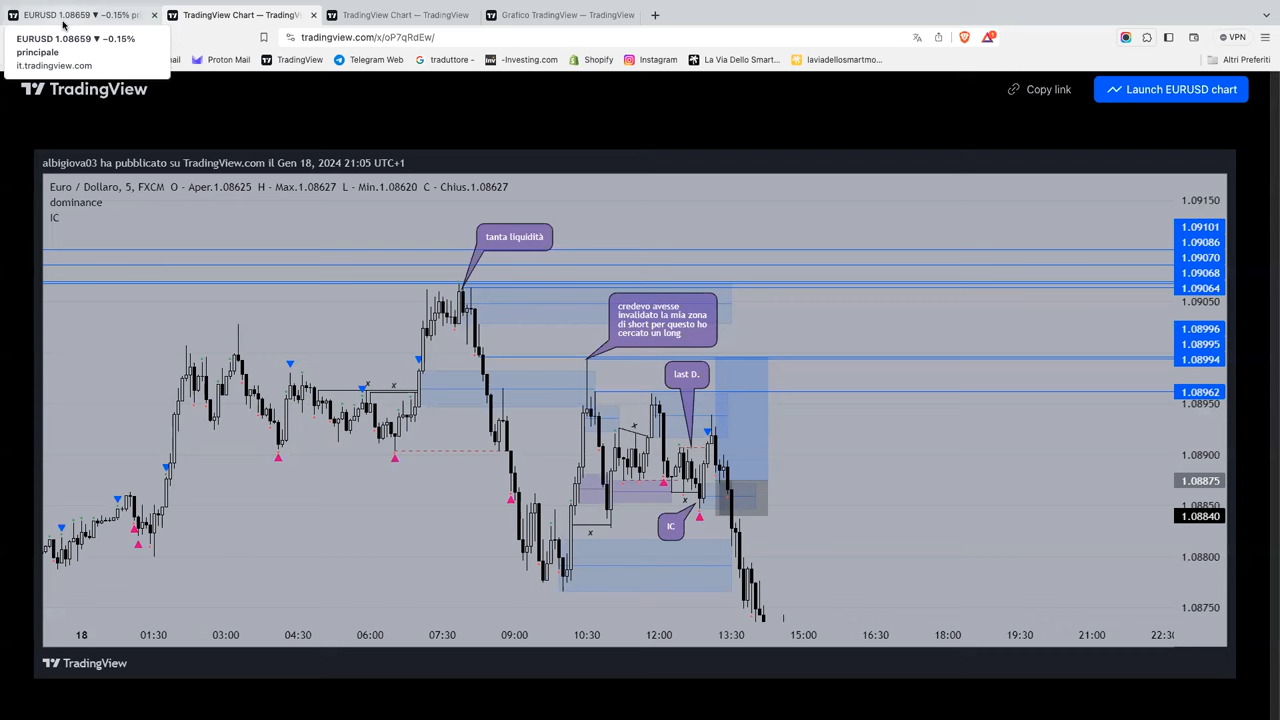 EURUSD 1.08659 ▼ −0.15% pri
TradingView Chart — TradingVi
TradingView Chart — TradingView
Grafico TradingView — TradingView
EURUSD 1.08659 ▼ −0.15%
principale
it.tradingview.com
tradingview.com/x/oP7qRdEw/
VPN
Mail
Proton Mail
TradingView
Telegram Web
traduttore -
-Investing.com
Shopify
Instagram
La Via Dello Smart...
laviadellosmartmo...
Altri Preferiti
TradingView
Copy link
Launch EURUSD chart
albigiova03 ha pubblicato su TradingView.com il Gen 18, 2024 21:05 UTC+1
Euro / Dollaro, 5, FXCM O - Aper.1.08625 H - Max.1.08627 L - Min.1.08620 C - Chius.1.08627
dominance
IC
1.09150
1.09101
1.09086
1.09070
1.09068
1.09064
1.09050
1.08996
1.08995
1.08994
1.08962
1.08950
1.08900
1.08875
1.08840
1.08800
1.08750
tanta liquidità
credevo avesse
invalidato la mia zona
di short per questo ho
cercato un long
last D.
IC
x
x
x
x
x
18
01:30
03:00
04:30
06:00
07:30
09:00
10:30
12:00
13:30
15:00
16:30
18:00
19:30
21:00
22:30
TradingView